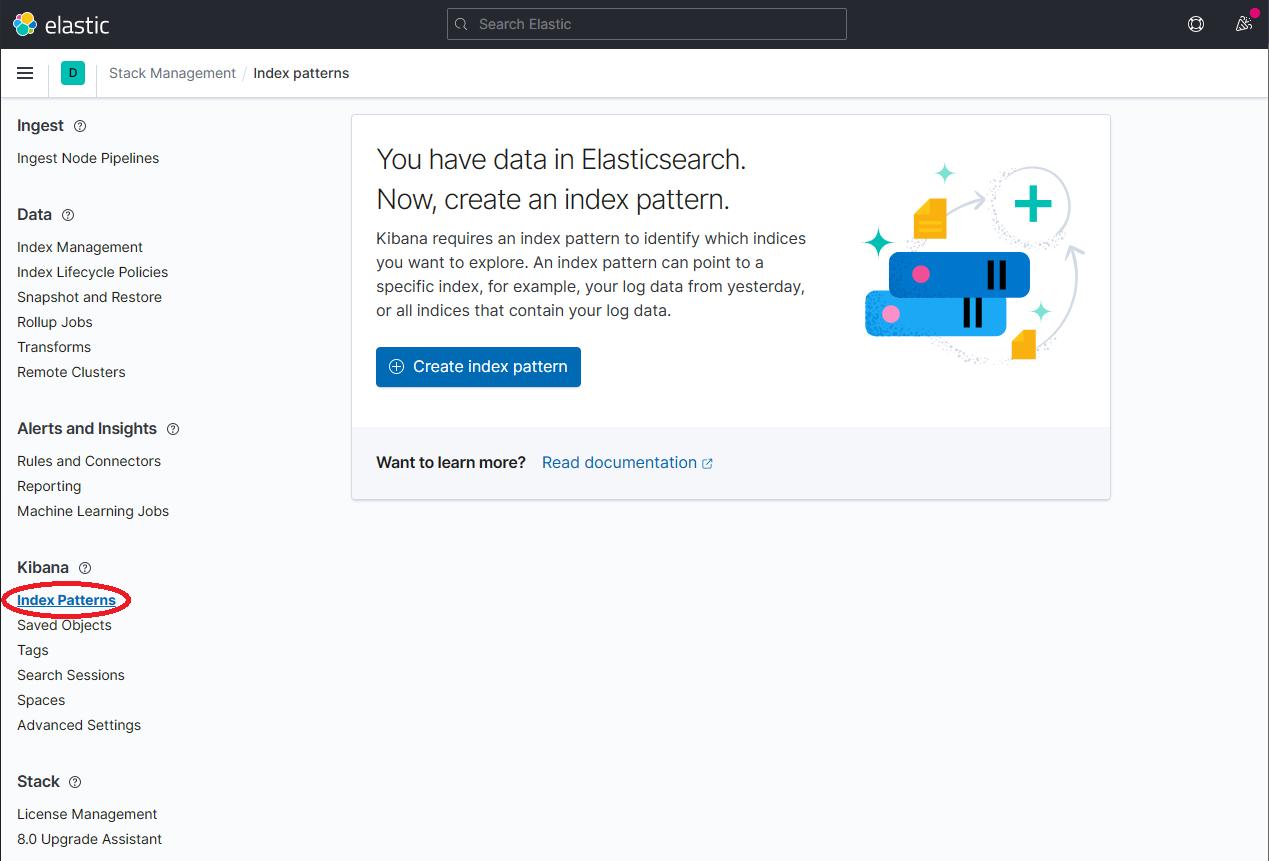 elastic
Search Elastic
D
Stack Management / Index patterns
Ingest
Ingest Node Pipelines
Data
Index Management
Index Lifecycle Policies
Snapshot and Restore
Rollup Jobs
Transforms
Remote Clusters
Alerts and Insights
Rules and Connectors
Reporting
Machine Learning Jobs
Kibana
Index Patterns
Saved Objects
Tags
Search Sessions
Spaces
Advanced Settings
Stack
License Management
8.0 Upgrade Assistant
You have data in Elasticsearch.
Now, create an index pattern.
Kibana requires an index pattern to identify which indices
you want to explore. An index pattern can point to a
specific index, for example, your log data from yesterday,
or all indices that contain your log data.
Create index pattern
Want to learn more? Read documentation